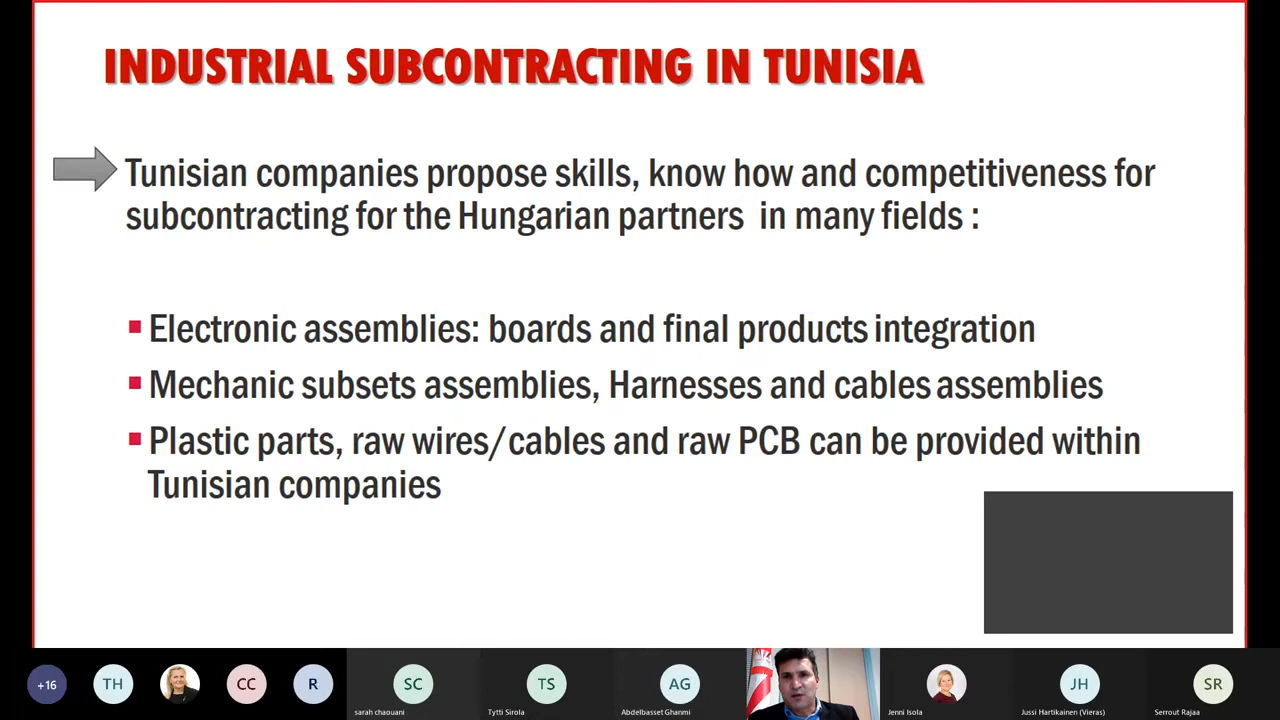 INDUSTRIAL SUBCONTRACTING IN TUNISIA
Tunisian companies propose skills, know how and competitiveness for
subcontracting for the Hungarian partners in many fields :
Electronic assemblies: boards and final products integration
Mechanic subsets assemblies, Harnesses and cables assemblies
Plastic parts, raw wires/cables and raw PCB can be provided within
Tunisian companies
+16
TH
CC
R
SC
TS
AG
JH
SR
sarah chaouani
Tytti Sirola
Abdelbasset Ghanmi
Jenni Isola
Jussi Hartikainen (Vieras)
Serrout Rajaa